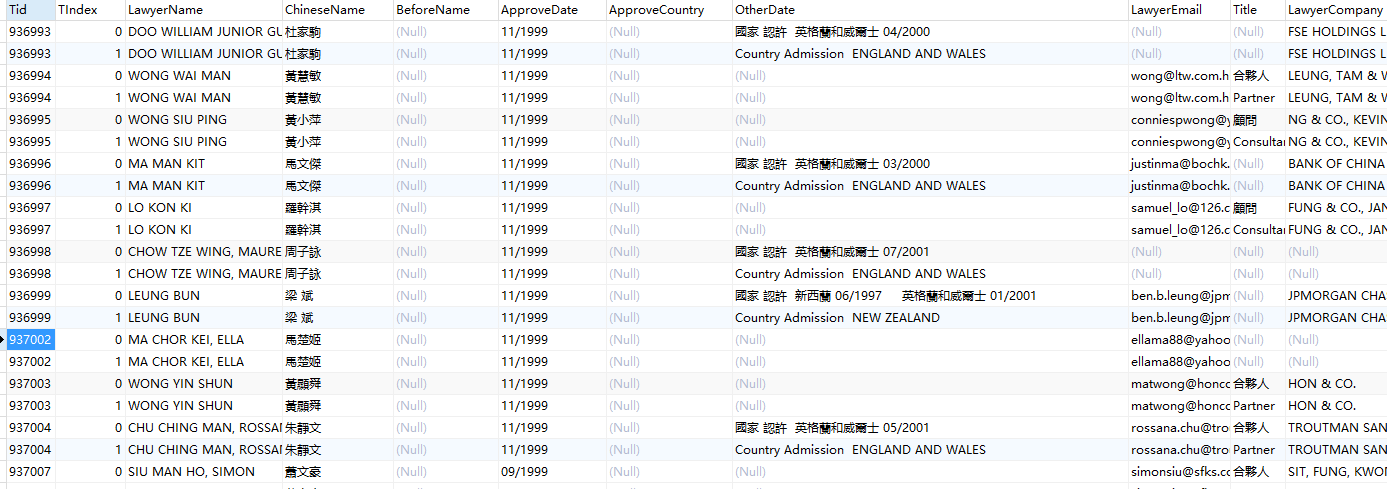 Tid TIndex LawyerName ChineseName BeforeName ApproveDate ApproveCountry OtherDate LawyerEmail Title LawyerCompany
936993 0 DOO WILLIAM JUNIOR GU 杜家駒 (Null) 11/1999 (Null) 國家 認許 英格蘭和威爾士 04/2000 (Null) (Null) FSE HOLDINGS L
936993 1 DOO WILLIAM JUNIOR GU 杜家駒 (Null) 11/1999 (Null) Country Admission ENGLAND AND WALES (Null) (Null) FSE HOLDINGS L
936994 0 WONG WAI MAN 黃慧敏 (Null) 11/1999 (Null) (Null) wong@ltw.com.h 合夥人 LEUNG, TAM & W
936994 1 WONG WAI MAN 黃慧敏 (Null) 11/1999 (Null) (Null) wong@ltw.com.h Partner LEUNG, TAM & W
936995 0 WONG SIU PING 黃小萍 (Null) 11/1999 (Null) (Null) conniespwong@y 顧問 NG & CO., KEVIN
936995 1 WONG SIU PING 黃小萍 (Null) 11/1999 (Null) (Null) conniespwong@y Consultan NG & CO., KEVIN
936996 0 MA MAN KIT 馬文傑 (Null) 11/1999 (Null) 國家 認許 英格蘭和威爾士 03/2000 justinma@bochk. (Null) BANK OF CHINA
936996 1 MA MAN KIT 馬文傑 (Null) 11/1999 (Null) Country Admission ENGLAND AND WALES justinma@bochk. (Null) BANK OF CHINA
936997 0 LO KON KI 羅幹淇 (Null) 11/1999 (Null) (Null) samuel_lo@126.c 顧問 FUNG & CO., JAN
936997 1 LO KON KI 羅幹淇 (Null) 11/1999 (Null) (Null) samuel_lo@126.c Consultan FUNG & CO., JAN
936998 0 CHOW TZE WING, MAURE 周子詠 (Null) 11/1999 (Null) 國家 認許 英格蘭和威爾士 07/2001 (Null) (Null) (Null)
936998 1 CHOW TZE WING, MAURE 周子詠 (Null) 11/1999 (Null) Country Admission ENGLAND AND WALES (Null) (Null) (Null)
936999 0 LEUNG BUN 梁 斌 (Null) 11/1999 (Null) 國家 認許 新西蘭 06/1997 英格蘭和威爾士 01/2001 ben.b.leung@jpm (Null) JPMORGAN CHA
936999 1 LEUNG BUN 梁 斌 (Null) 11/1999 (Null) Country Admission NEW ZEALAND ben.b.leung@jpm (Null) JPMORGAN CHA
937002 0 MA CHOR KEI, ELLA 馬楚姬 (Null) 11/1999 (Null) (Null) ellama88@yahoo (Null) (Null)
937002 1 MA CHOR KEI, ELLA 馬楚姬 (Null) 11/1999 (Null) (Null) ellama88@yahoo (Null) (Null)
937003 0 WONG YIN SHUN 黃顯舜 (Null) 11/1999 (Null) (Null) matwong@honcc 合夥人 HON & CO.
937003 1 WONG YIN SHUN 黃顯舜 (Null) 11/1999 (Null) (Null) matwong@honcc Partner HON & CO.
937004 0 CHU CHING MAN, ROSSAI 朱靜文 (Null) 11/1999 (Null) 國家 認許 英格蘭和威爾士 05/2001 rossana.chu@tro 合夥人 TROUTMAN SAN
937004 1 CHU CHING MAN, ROSSAI 朱靜文 (Null) 11/1999 (Null) Country Admission ENGLAND AND WALES rossana.chu@tro Partner TROUTMAN SAN
937007 0 SIU MAN HO, SIMON 蕭文豪 (Null) 09/1999 (Null) (Null) simonsiu@sfks.cc 合夥人 SIT, FUNG, KWON